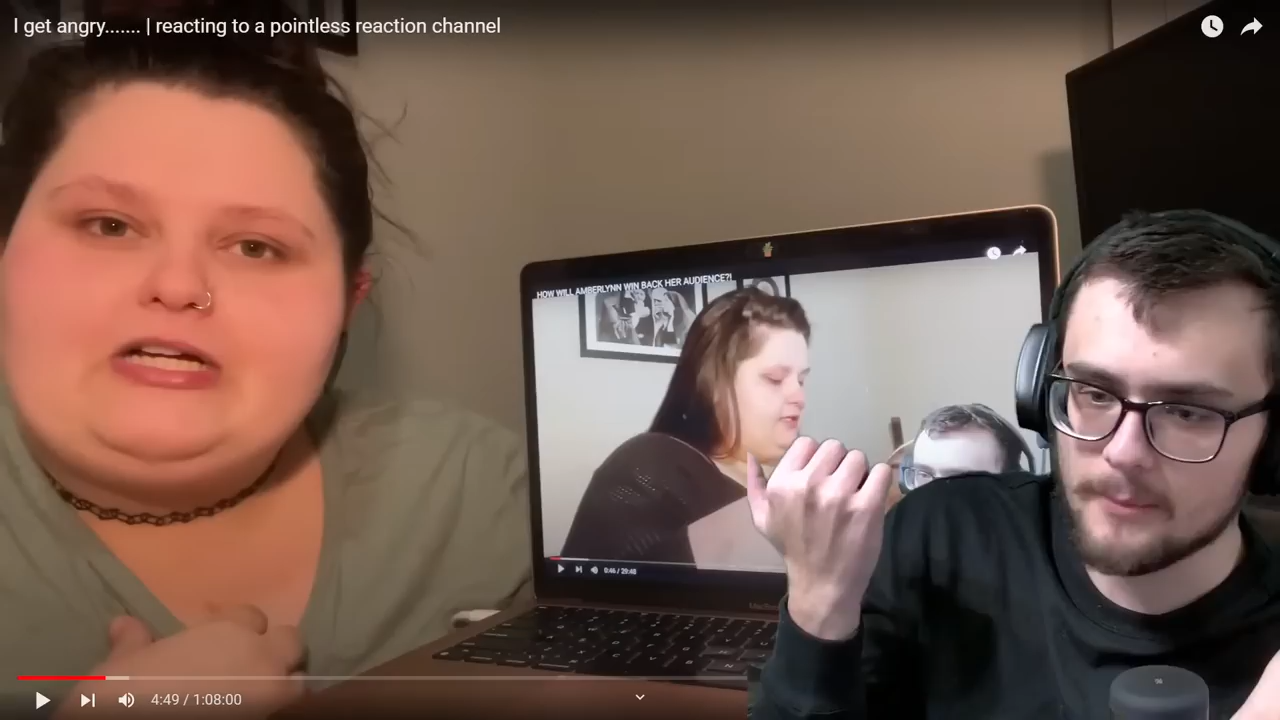 I get angry....... | reacting to a pointless reaction channel
HOW WILL AMBERLYNN WIN BACK HER AUDIENCE?!
0:46 / 29:48
4:49 / 1:08:00